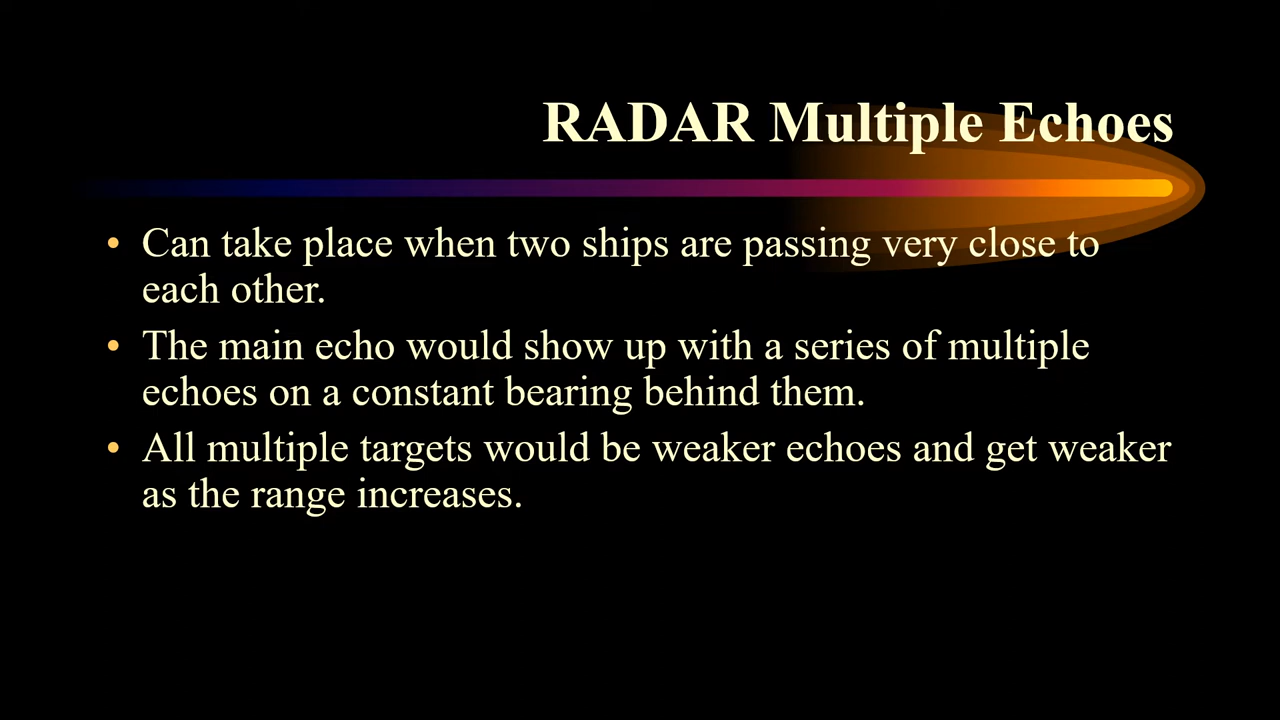 RADAR Multiple Echoes
• Can take place when two ships are passing very close to
each other.
• The main echo would show up with a series of multiple
echoes on a constant bearing behind them.
• All multiple targets would be weaker echoes and get weaker
as the range increases.